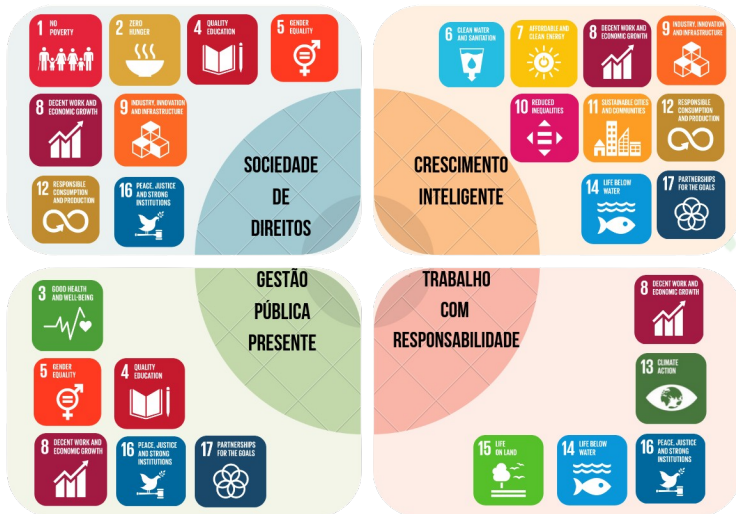 1 NO
POVERTY
2 ZERO
HUNGER
4 QUALITY
EDUCATION
5 GENDER
EQUALITY
8 DECENT WORK AND
ECONOMIC GROWTH
9 INDUSTRY, INNOVATION
AND INFRASTRUCTURE
12 RESPONSIBLE
CONSUMPTION
AND PRODUCTION
16 PEACE, JUSTICE
AND STRONG
INSTITUTIONS
SOCIEDADE
DE
DIREITOS
6 CLEAN WATER
AND SANITATION
7 AFFORDABLE AND
CLEAN ENERGY
8 DECENT WORK AND
ECONOMIC GROWTH
9 INDUSTRY, INNOVATION
AND INFRASTRUCTURE
10 REDUCED
INEQUALITIES
11 SUSTAINABLE CITIES
AND COMMUNITIES
12 RESPONSIBLE
CONSUMPTION
AND PRODUCTION
14 LIFE BELOW
WATER
17 PARTNERSHIPS
FOR THE GOALS
CRESCIMENTO
INTELIGENTE
3 GOOD HEALTH
AND WELL-BEING
5 GENDER
EQUALITY
4 QUALITY
EDUCATION
8 DECENT WORK AND
ECONOMIC GROWTH
16 PEACE, JUSTICE
AND STRONG
INSTITUTIONS
17 PARTNERSHIPS
FOR THE GOALS
GESTÃO
PÚBLICA
PRESENTE
TRABALHO
COM
RESPONSABILIDADE
8 DECENT WORK AND
ECONOMIC GROWTH
13 CLIMATE
ACTION
15 LIFE
ON LAND
14 LIFE BELOW
WATER
16 PEACE, JUSTICE
AND STRONG
INSTITUTIONS